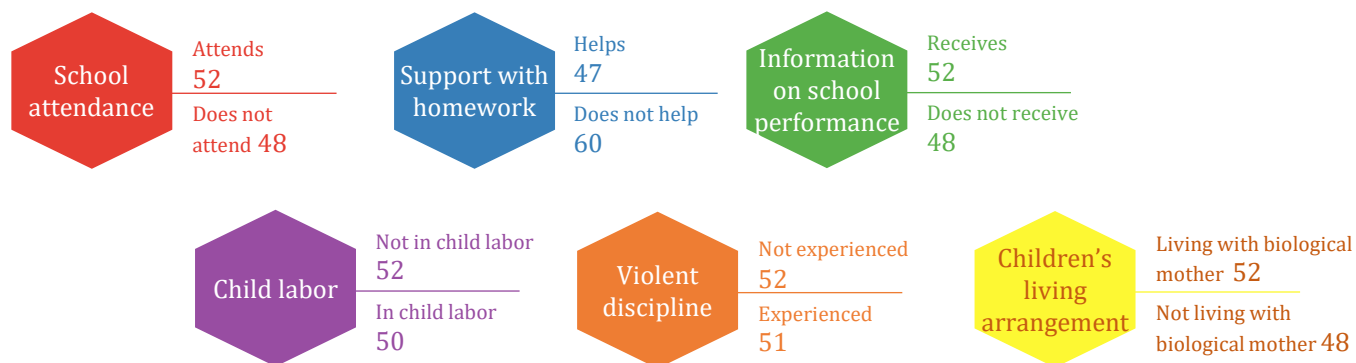 School
attendance
Attends
52
Does not
attend 48
Support with
homework
Helps
47
Does not help
60
Information
on school
performance
Receives
52
Does not receive
48
Child labor
Not in child labor
52
In child labor
50
Violent
discipline
Not experienced
52
Experienced
51
Children’s
living
arrangement
Living with biological
mother 52
Not living with
biological mother 48